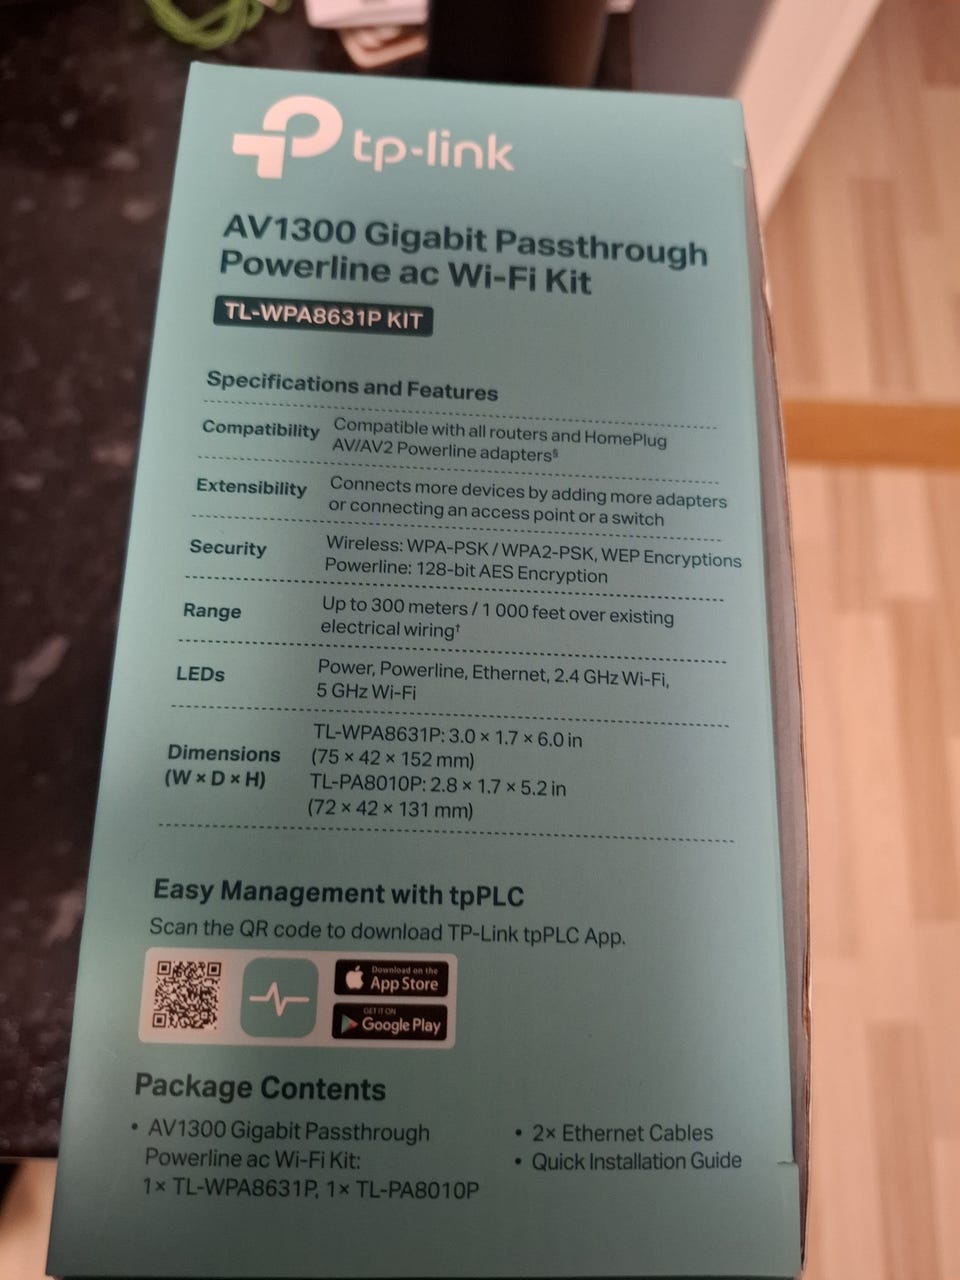 tp-link
AV1300 Gigabit Passthrough
Powerline ac Wi-Fi Kit
TL-WPA8631P KIT
Specifications and Features
Compatibility Compatible with all routers and HomePlug
AV/AV2 Powerline adapters§
Extensibility Connects more devices by adding more adapters
or connecting an access point or a switch
Security Wireless: WPA-PSK / WPA2-PSK, WEP Encryptions
Powerline: 128-bit AES Encryption
Range Up to 300 meters / 1 000 feet over existing
electrical wiring†
LEDs Power, Powerline, Ethernet, 2.4 GHz Wi-Fi,
5 GHz Wi-Fi
Dimensions
(W × D × H)
TL-WPA8631P: 3.0 × 1.7 × 6.0 in
(75 × 42 × 152 mm)
TL-PA8010P: 2.8 × 1.7 × 5.2 in
(72 × 42 × 131 mm)
Easy Management with tpPLC
Scan the QR code to download TP-Link tpPLC App.
Download on the
App Store
GET IT ON
Google Play
Package Contents
• AV1300 Gigabit Passthrough
Powerline ac Wi-Fi Kit:
1× TL-WPA8631P, 1× TL-PA8010P
• 2× Ethernet Cables
• Quick Installation Guide